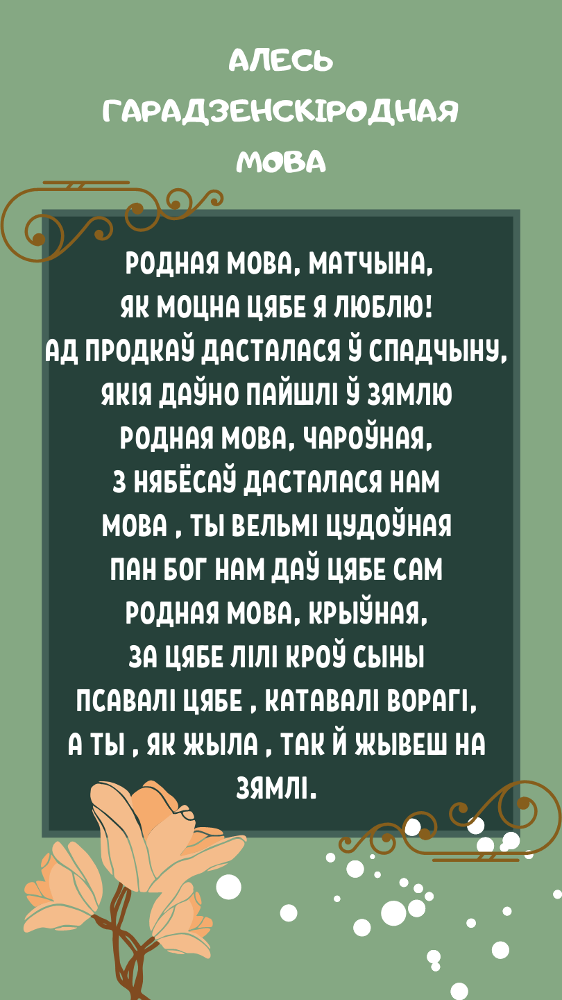 АЛЕСЬ
ГАРАДЗЕНСКІРОДНАЯ
МОВА
РОДНАЯ МОВА, МАТЧЫНА,
ЯК МОЦНА ЦЯБЕ Я ЛЮБЛЮ!
АД ПРОДКАЎ ДАСТАЛАСЯ Ў СПАДЧЫНУ,
ЯКІЯ ДАЎНО ПАЙШЛІ Ў ЗЯМЛЮ
РОДНАЯ МОВА, ЧАРОЎНАЯ,
З НЯБЁСАЎ ДАСТАЛАСЯ НАМ
МОВА , ТЫ ВЕЛЬМІ ЦУДОЎНАЯ
ПАН БОГ НАМ ДАЎ ЦЯБЕ САМ
РОДНАЯ МОВА, КРЫЎНАЯ,
ЗА ЦЯБЕ ЛІЛІ КРОЎ СЫНЫ
ПСАВАЛІ ЦЯБЕ , КАТАВАЛІ ВОРАГІ,
А ТЫ , ЯК ЖЫЛА , ТАК Й ЖЫВЕШ НА
ЗЯМЛІ.